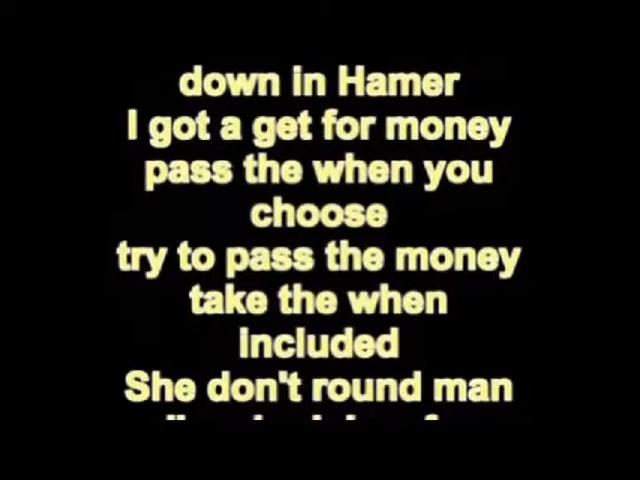 down in Hamer
I got a get for money
pass the when you
choose
try to pass the money
take the when
Included
She don't round man